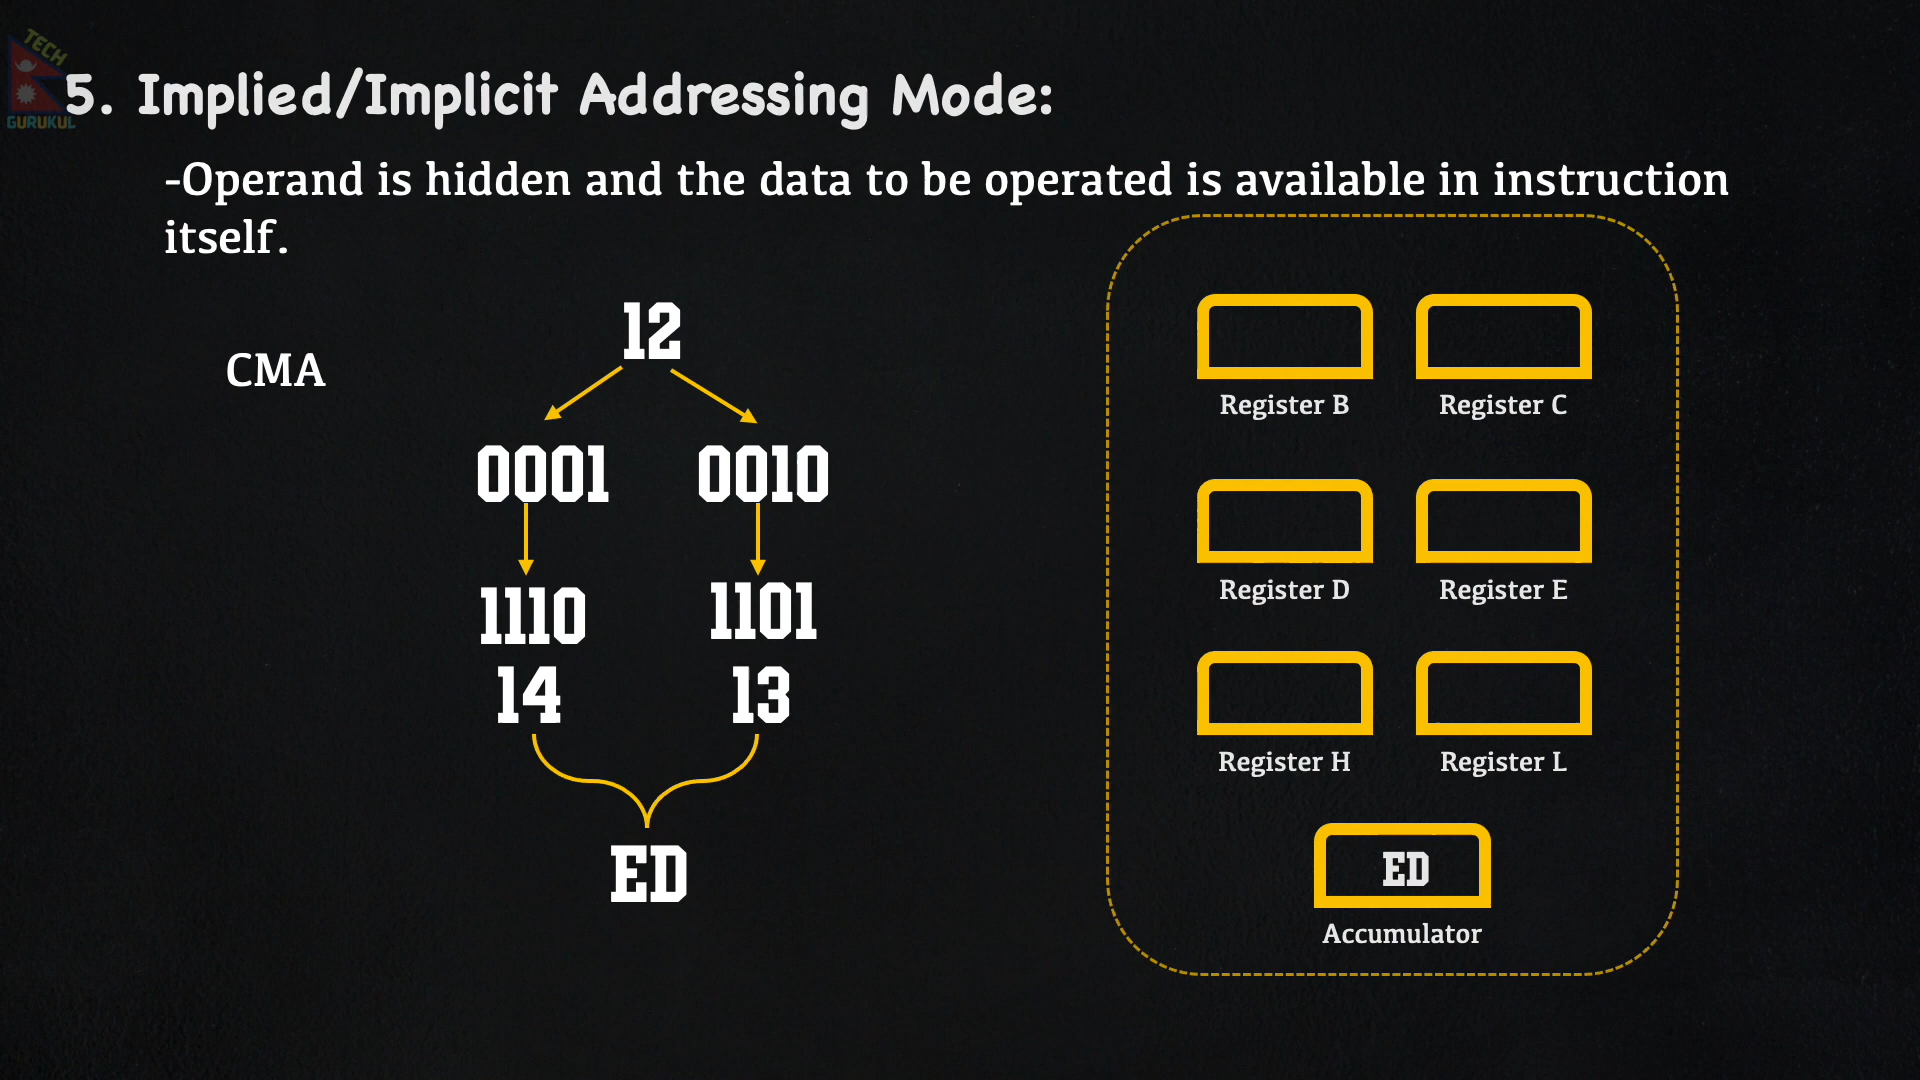 TECH
GURUKUL
5. Implied/Implicit Addressing Mode:
-Operand is hidden and the data to be operated is available in instruction
itself.
CMA
12
0001 0010
1110 1101
14 13
ED
Register B Register C
Register D Register E
Register H Register L
ED
Accumulator